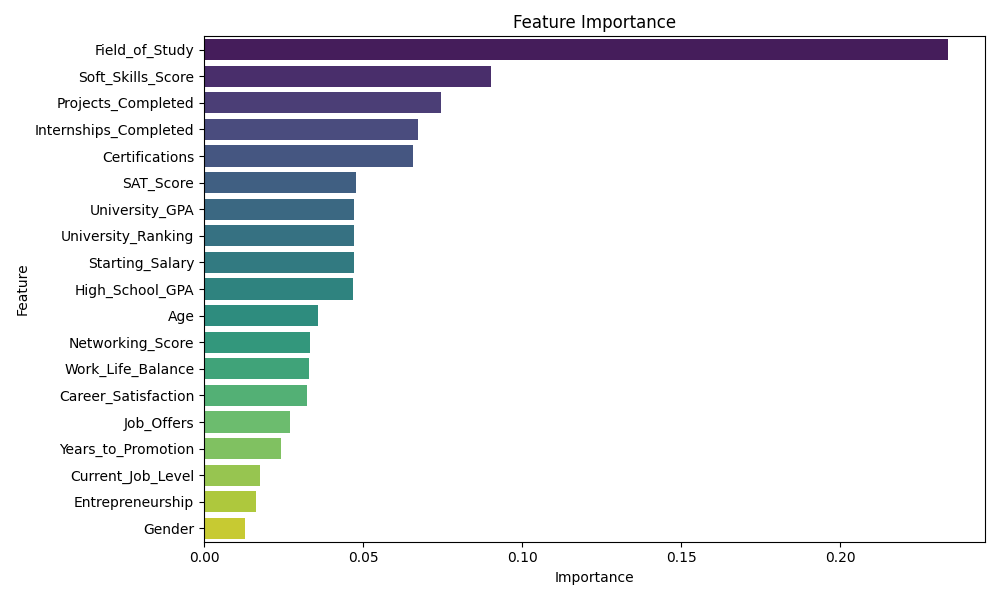 Feature Importance
Field_of_Study
Soft_Skills_Score
Projects_Completed
Internships_Completed
Certifications
SAT_Score
University_GPA
University_Ranking
Starting_Salary
High_School_GPA
Age
Networking_Score
Work_Life_Balance
Career_Satisfaction
Job_Offers
Years_to_Promotion
Current_Job_Level
Entrepreneurship
Gender
Feature
0.00 0.05 0.10 0.15 0.20
Importance